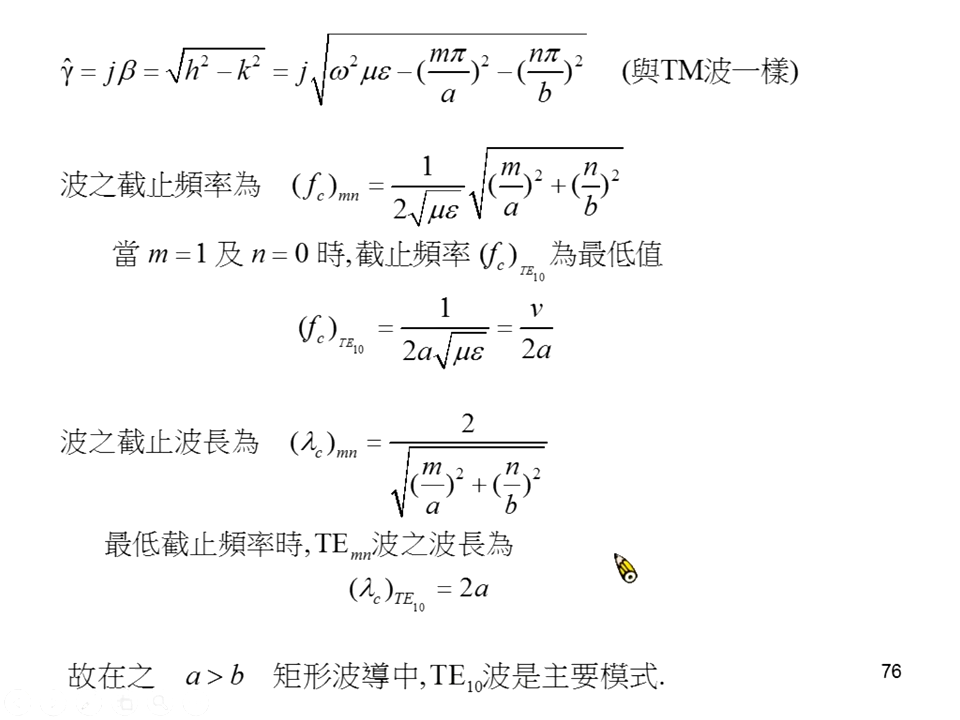 γ̂ = jβ = √(h² − k²) = j√(ω²με − (mπ/a)² − (nπ/b)²) (與TM波一樣)
波之截止頻率為 (f_c)_mn = 1/(2√(με)) √((m/a)² + (n/b)²)
當 m = 1 及 n = 0 時,截止頻率 (f_c)_TE₁₀ 為最低值
(f_c)_TE₁₀ = 1/(2a√(με)) = v/(2a)
波之截止波長為 (λ_c)_mn = 2/√((m/a)² + (n/b)²)
最低截止頻率時,TE_mn波之波長為
(λ_c)_TE₁₀ = 2a
故在之 a > b 矩形波導中,TE₁₀波是主要模式.
76